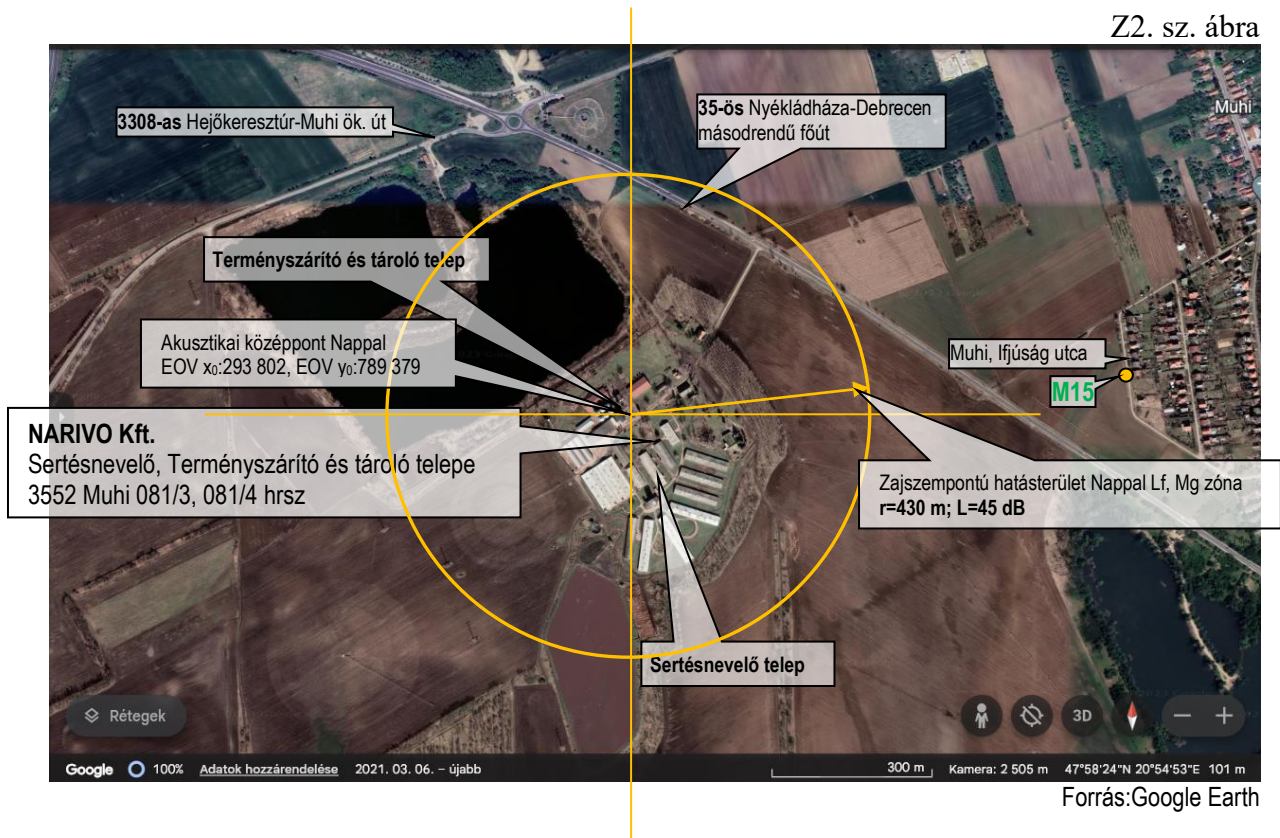 Z2. sz. ábra
3308-as Hejőkeresztúr-Muhi ök. út
35-ös Nyékládháza-Debrecen
másodrendű főút
Muhi
Terményszárító és tároló telep
Akusztikai középpont Nappal
EOV x₀:293 802, EOV y₀:789 379
Muhi, Ifjúság utca
M15
NARIVO Kft.
Sertésnevelő, Terményszárító és tároló telepe
3552 Muhi 081/3, 081/4 hrsz
Zajszempontú hatásterület Nappal Lf, Mg zóna
r=430 m; L=45 dB
Sertésnevelő telep
Rétegek
3D
Google 100% Adatok hozzárendelése 2021. 03. 06. – újabb 300 m Kamera: 2 505 m 47°58'24"N 20°54'53"E 101 m
Forrás:Google Earth